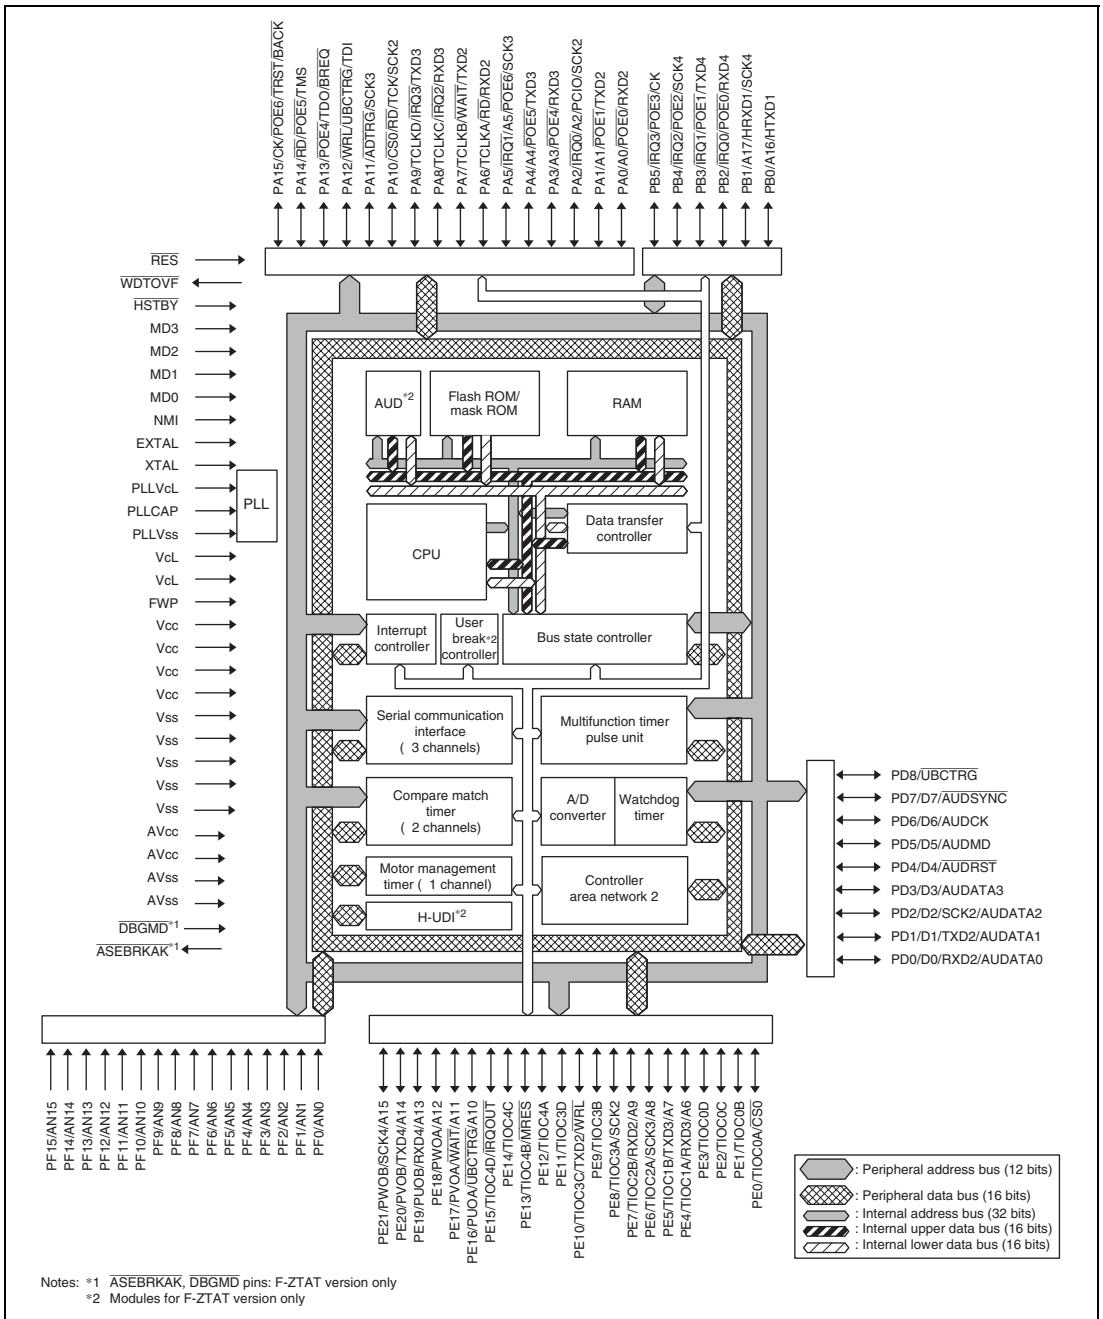 PA15/CK/POE6/TRST/BACK
PA14/RD/POE5/TMS
PA13/POE4/TDO/BREQ
PA12/WRL/UBCTRG/TDI
PA11/ADTRG/SCK3
PA10/CS0/RD/TCK/SCK2
PA9/TCLKD/IRQ3/TXD3
PA8/TCLKC/IRQ2/RXD3
PA7/TCLKB/WAIT/TXD2
PA6/TCLKA/RD/RXD2
PA5/IRQ1/A5/POE6/SCK3
PA4/A4/POE5/TXD3
PA3/A3/POE4/RXD3
PA2/IRQ0/A2/PCIO/SCK2
PA1/A1/POE1/TXD2
PA0/A0/POE0/RXD2
PB5/IRQ3/POE3/CK
PB4/IRQ2/POE2/SCK4
PB3/IRQ1/POE1/TXD4
PB2/IRQ0/POE0/RXD4
PB1/A17/HRXD1/SCK4
PB0/A16/HTXD1
RES
WDTOVF
HSTBY
MD3
MD2
MD1
MD0
NMI
EXTAL
XTAL
PLLVCL
PLLCAP
PLLVss
VCL
VCL
FWP
Vcc
Vcc
Vcc
Vcc
Vss
Vss
Vss
Vss
Vss
AVcc
AVcc
AVss
AVss
DBGMD*1
ASEBRKAK*1
PLL
AUD*2
Flash ROM/
mask ROM
RAM
CPU
Data transfer
controller
Interrupt
controller
User
break*2
controller
Bus state controller
Serial communication
interface
( 3 channels)
Multifunction timer
pulse unit
Compare match
timer
( 2 channels)
A/D
converter
Watchdog
timer
Motor management
timer ( 1 channel)
Controller
area network 2
H-UDI*2
PD8/UBCTRG
PD7/D7/AUDSYNC
PD6/D6/AUDCK
PD5/D5/AUDMD
PD4/D4/AUDRST
PD3/D3/AUDATA3
PD2/D2/SCK2/AUDATA2
PD1/D1/TXD2/AUDATA1
PD0/D0/RXD2/AUDATA0
PF15/AN15
PF14/AN14
PF13/AN13
PF12/AN12
PF11/AN11
PF10/AN10
PF9/AN9
PF8/AN8
PF7/AN7
PF6/AN6
PF5/AN5
PF4/AN4
PF3/AN3
PF2/AN2
PF1/AN1
PF0/AN0
PE21/PWOB/SCK4/A15
PE20/PVOB/TXD4/A14
PE19/PUOB/RXD4/A13
PE18/PWOA/A12
PE17/PVOA/WAIT/A11
PE16/PUOA/UBCTRG/A10
PE15/TIOC4D/IRQOUT
PE14/TIOC4C
PE13/TIOC4B/MRES
PE12/TIOC4A
PE11/TIOC3D
PE10/TIOC3C/TXD2/WRL
PE9/TIOC3B
PE8/TIOC3A/SCK2
PE7/TIOC2B/RXD2/A9
PE6/TIOC2A/SCK3/A8
PE5/TIOC1B/TXD3/A7
PE4/TIOC1A/RXD3/A6
PE3/TIOC0D
PE2/TIOC0C
PE1/TIOC0B
PE0/TIOC0A/CS0
: Peripheral address bus (12 bits)
: Peripheral data bus (16 bits)
: Internal address bus (32 bits)
: Internal upper data bus (16 bits)
: Internal lower data bus (16 bits)
Notes: *1 ASEBRKAK, DBGMD pins: F-ZTAT version only
*2 Modules for F-ZTAT version only